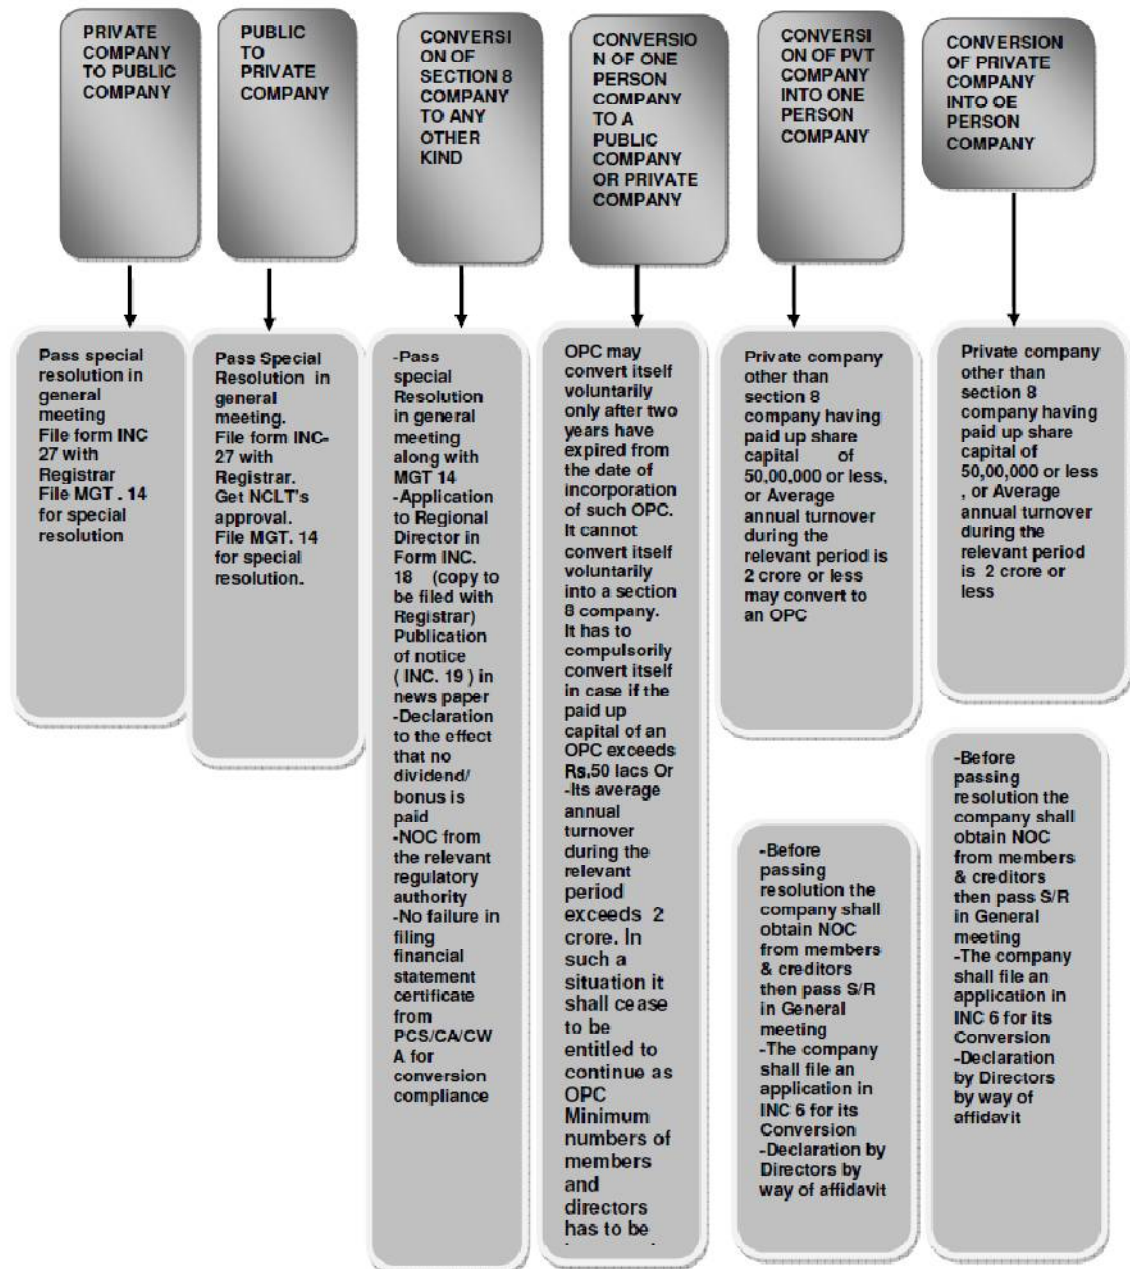 PRIVATE
COMPANY
TO PUBLIC
COMPANY
PUBLIC
TO
PRIVATE
COMPANY
CONVERSI
ON OF
SECTION 8
COMPANY
TO ANY
OTHER
KIND
CONVERSIO
N OF ONE
PERSON
COMPANY
TO A
PUBLIC
COMPANY
OR PRIVATE
COMPANY
CONVERSI
ON OF PVT
COMPANY
INTO ONE
PERSON
COMPANY
CONVERSION
OF PRIVATE
COMPANY
INTO OE
PERSON
COMPANY
Pass special
resolution in
general
meeting
File form INC
27 with
Registrar
File MGT . 14
for special
resolution
Pass Special
Resolution in
general
meeting.
File form INC-
27 with
Registrar.
Get NCLT's
approval.
File MGT. 14
for special
resolution.
-Pass
special
Resolution
in general
meeting
along with
MGT 14
-Application
to Regional
Director in
Form INC.
18 (copy to
be filed with
Registrar)
Publication
of notice
( INC. 19 ) in
news paper
-Declaration
to the effect
that no
dividend/
bonus is
paid
-NOC from
the relevant
regulatory
authority
-No failure in
filing
financial
statement
certificate
from
PCS/CA/CW
A for
conversion
compliance
OPC may
convert itself
voluntarily
only after two
years have
expired from
the date of
incorporation
of such OPC.
It cannot
convert itself
voluntarily
into a section
8 company.
It has to
compulsorily
convert itself
in case if the
paid up
capital of an
OPC exceeds
Rs.50 lacs Or
-Its average
annual
turnover
during the
relevant
period
exceeds 2
crore. In
such a
situation it
shall cease
to be
entitled to
continue as
OPC
Minimum
numbers of
members
and
directors
has to be
Private company
other than
section 8
company having
paid up share
capital of
50,00,000 or less,
or Average
annual turnover
during the
relevant period is
2 crore or less
may convert to
an OPC
-Before
passing
resolution the
company shall
obtain NOC
from members
& creditors
then pass S/R
in General
meeting
-The company
shall file an
application in
INC 6 for its
Conversion
-Declaration by
Directors by
way of affidavit
Private company
other than
section 8
company having
paid up share
capital of
50,00,000 or less
, or Average
annual turnover
during the
relevant period
is 2 crore or
less
-Before
passing
resolution the
company shall
obtain NOC
from members
& creditors
then pass S/R
in General
meeting
-The company
shall file an
application in
INC 6 for its
Conversion
-Declaration
by Directors
by way of
affidavit